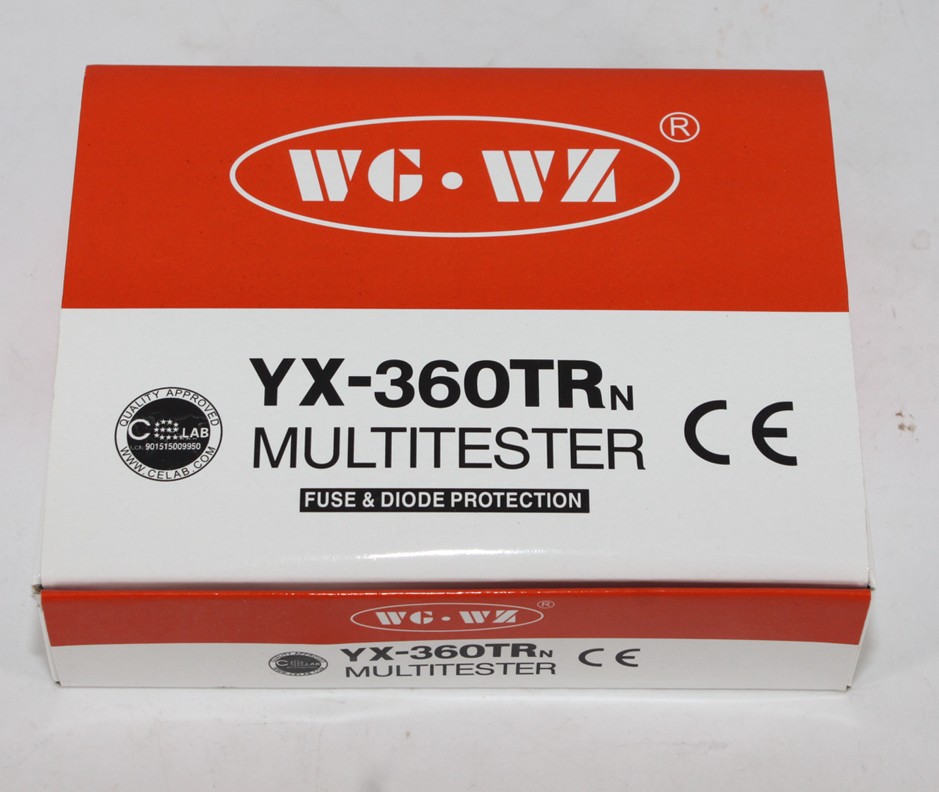 WG·WZ
®
YX-360TRN
MULTITESTER
FUSE & DIODE PROTECTION
CE
QUALITY APPROVED
LAB
901515009950
WWW.CELAB.COM
WG·WZ
®
YX-360TRN
MULTITESTER
CE
LAB